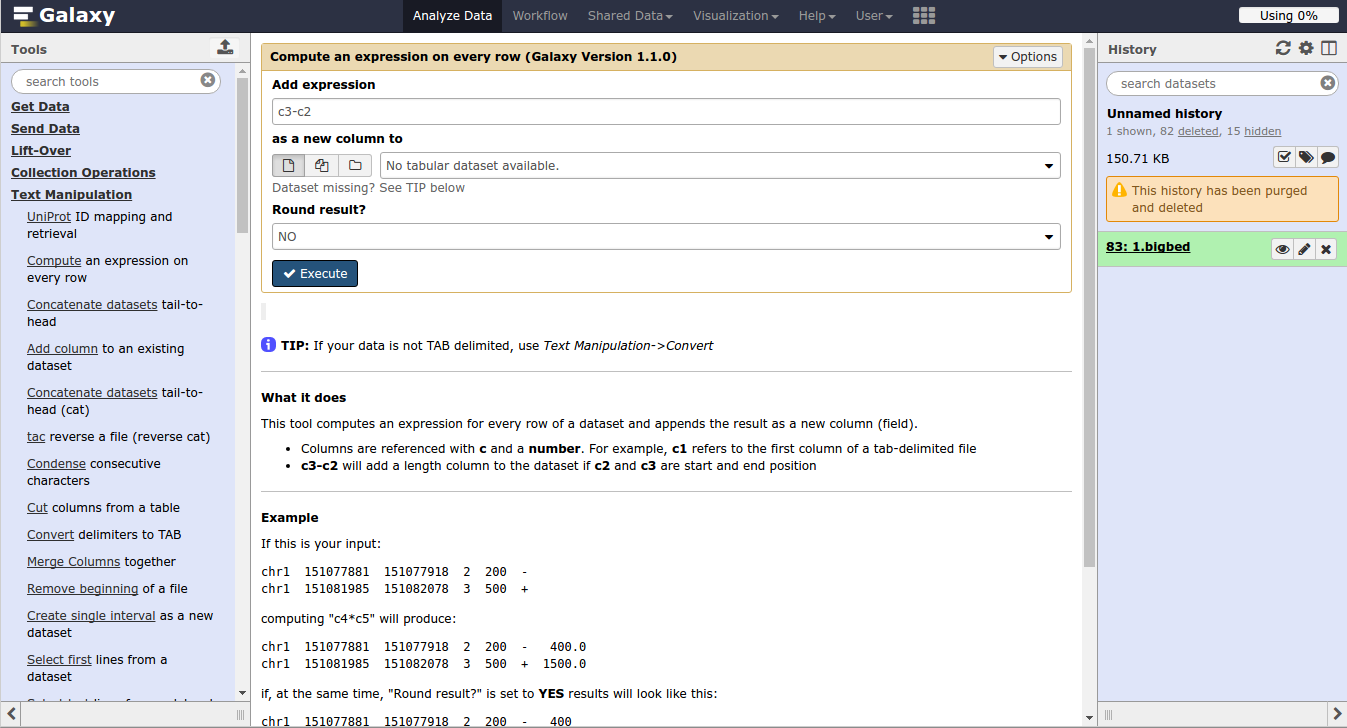 Galaxy
Analyze Data
Workflow
Shared Data
Visualization
Help
User
Using 0%
Tools
search tools
Get Data
Send Data
Lift-Over
Collection Operations
Text Manipulation
UniProt ID mapping and
retrieval
Compute an expression on
every row
Concatenate datasets tail-to-
head
Add column to an existing
dataset
Concatenate datasets tail-to-
head (cat)
tac reverse a file (reverse cat)
Condense consecutive
characters
Cut columns from a table
Convert delimiters to TAB
Merge Columns together
Remove beginning of a file
Create single interval as a new
dataset
Select first lines from a
dataset
Compute an expression on every row (Galaxy Version 1.1.0)
Options
Add expression
c3-c2
as a new column to
No tabular dataset available.
Dataset missing? See TIP below
Round result?
NO
Execute
TIP: If your data is not TAB delimited, use Text Manipulation->Convert
What it does
This tool computes an expression for every row of a dataset and appends the result as a new column (field).
• Columns are referenced with c and a number. For example, c1 refers to the first column of a tab-delimited file
• c3-c2 will add a length column to the dataset if c2 and c3 are start and end position
Example
If this is your input:
chr1 151077881 151077918 2 200 -
chr1 151081985 151082078 3 500 +
computing "c4*c5" will produce:
chr1 151077881 151077918 2 200 - 400.0
chr1 151081985 151082078 3 500 + 1500.0
if, at the same time, "Round result?" is set to YES results will look like this:
chr1 151077881 151077918 2 200 - 400
History
search datasets
Unnamed history
1 shown, 82 deleted, 15 hidden
150.71 KB
This history has been purged
and deleted
83: 1.bigbed